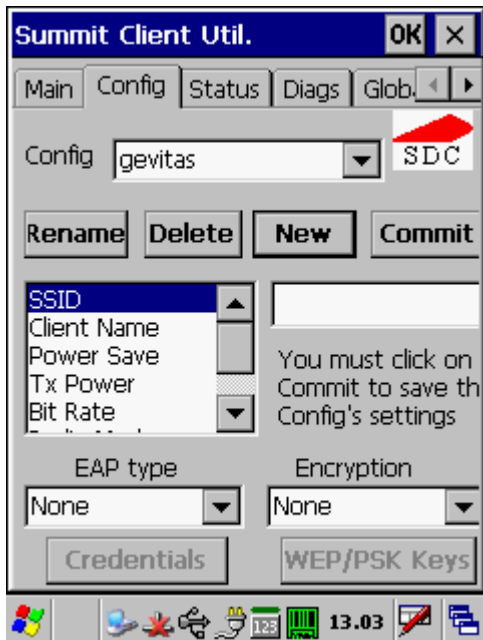 Summit Client Util. OK ×
Main Config Status Diags Glob
Config gevitas SDC
Rename Delete New Commit
SSID
Client Name
Power Save
Tx Power
Bit Rate
You must click on
Commit to save th
Config's settings
EAP type Encryption
None None
Credentials WEP/PSK Keys
123 13.03